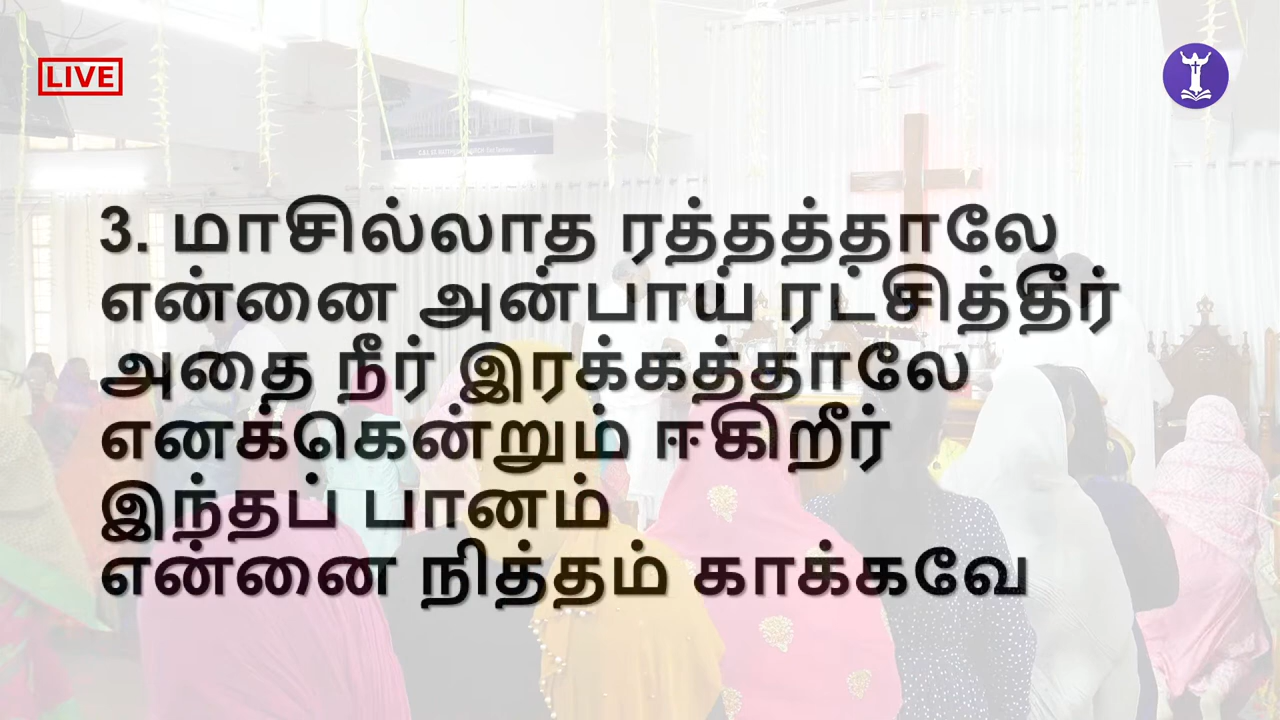 LIVE
3. மாசில்லாத ரத்தத்தாலே
என்னை அன்பாய் ரட்சித்தீர்
அதை நீர் இரக்கத்தாலே
எனக்கென்றும் ஈகிறீர்
இந்தப் பானம்
என்னை நித்தம் காக்கவே